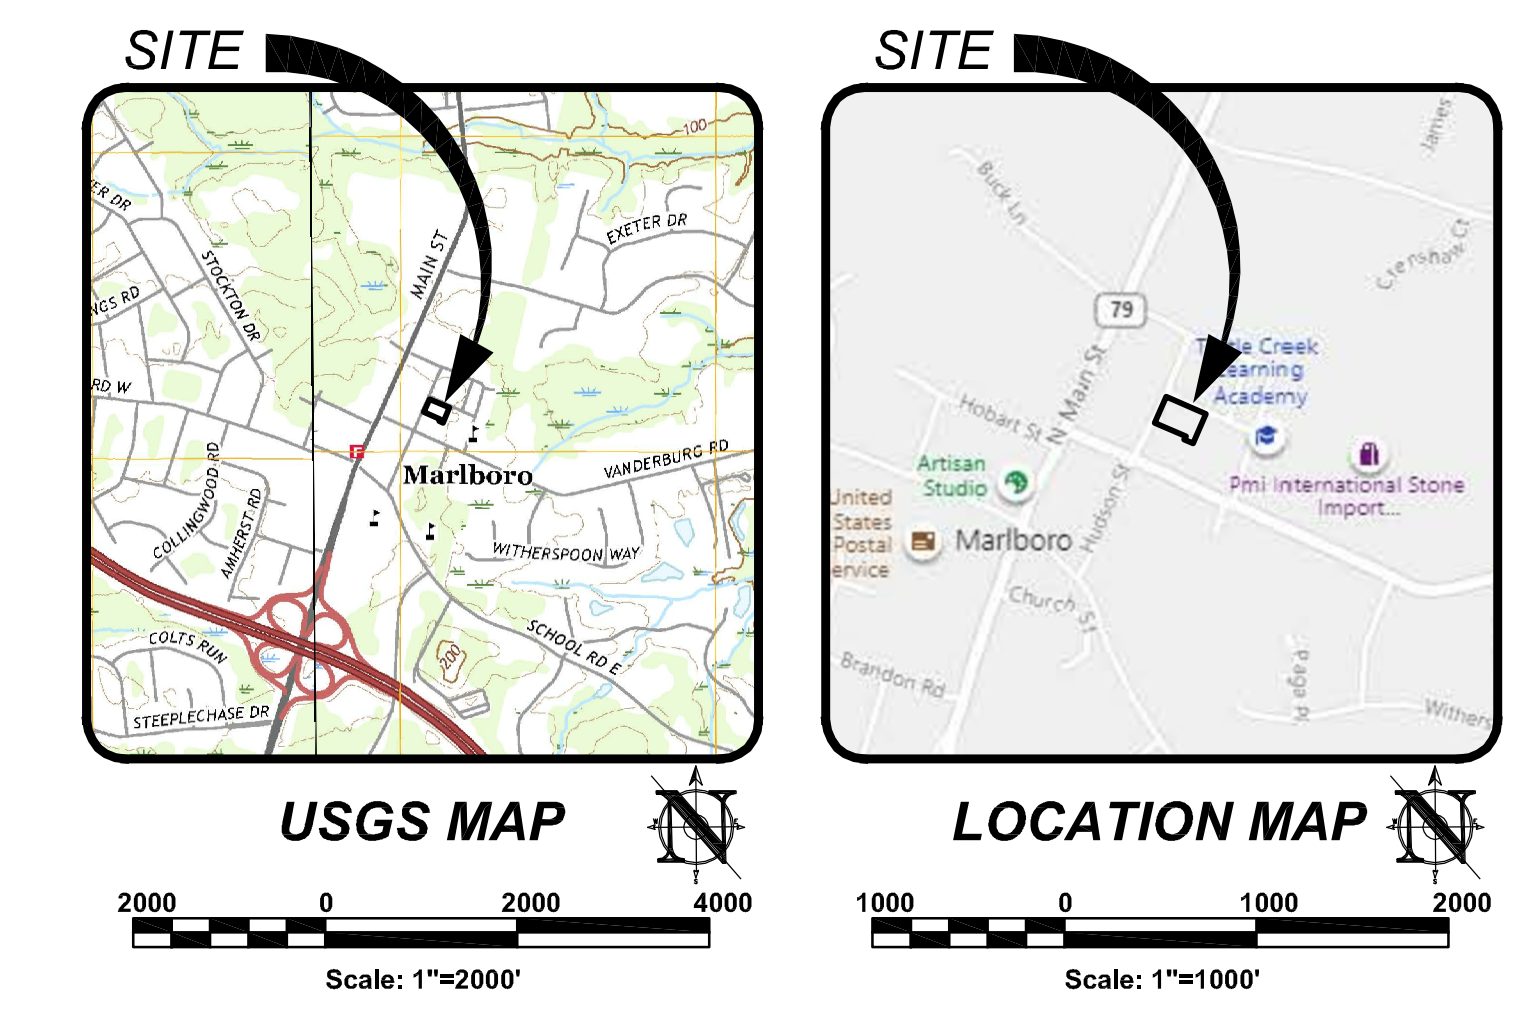 SITE
100
ER DR
EXETER DR
STOCKTON DR
MAIN ST
NGS RD
RD W
F
Marlboro
VANDERBURG RD
COLLINGWOOD RD
AMHERST RD
WITHERSPOON WAY
COLTS RUN
200
SCHOOL RD E
STEEPLECHASE DR
USGS MAP
N
2000 0 2000 4000
Scale: 1"=2000'
SITE
James
Buck Ln
Crenshaw Ct
79
N Main St
Creek
Learning
Academy
Hobart St
Artisan
Studio
Hudson St
Pmi International Stone
Import...
United
States
Postal
ervice
Marlboro
Church St
Brandon Rd
Withers
LOCATION MAP
N
1000 0 1000 2000
Scale: 1"=1000'